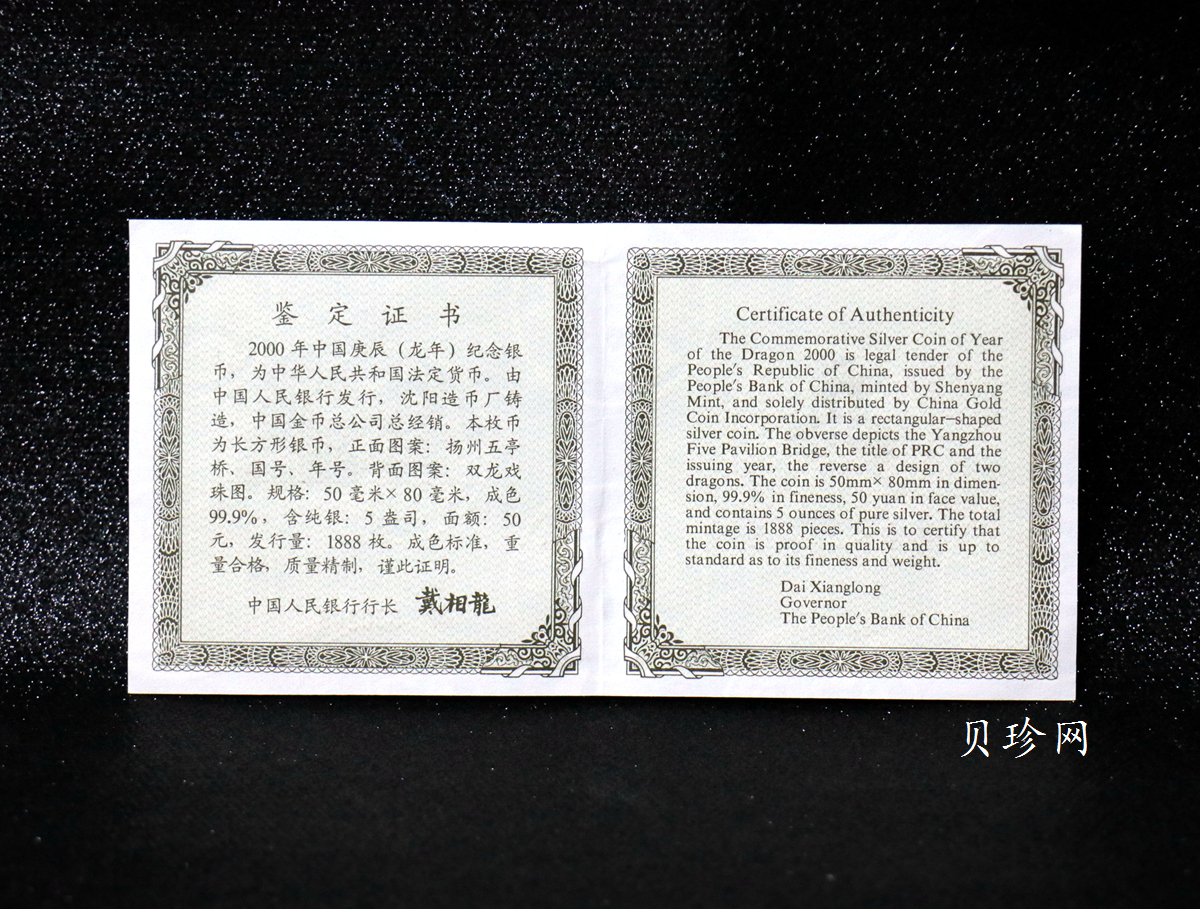 鉴定证书
2000年中国庚辰（龙年）纪念银
币，为中华人民共和国法定货币。由
中国人民银行发行，沈阳造币厂铸
造，中国金币总公司总经销。本枚币
为长方形银币，正面图案：扬州五亭
桥、国号、年号。背面图案：双龙戏
珠图。规格：50毫米×80毫米，成色
99.9%，含纯银：5盎司，面额：50
元，发行量：1888枚。成色标准，重
量合格，质量精制，谨此证明。
中国人民银行行长 戴相龍
Certificate of Authenticity
The Commemorative Silver Coin of Year
of the Dragon 2000 is legal tender of the
People's Republic of China, issued by the
People's Bank of China, minted by Shenyang
Mint, and solely distributed by China Gold
Coin Incorporation. It is a rectangular-shaped
silver coin. The obverse depicts the Yangzhou
Five Pavilion Bridge, the title of PRC and the
issuing year, the reverse a design of two
dragons. The coin is 50mm×80mm in dimen-
sion, 99.9% in fineness, 50 yuan in face value,
and contains 5 ounces of pure silver. The total
mintage is 1888 pieces. This is to certify that
the coin is proof in quality and is up to
standard as to its fineness and weight.
Dai Xianglong
Governor
The People's Bank of China
贝珍网